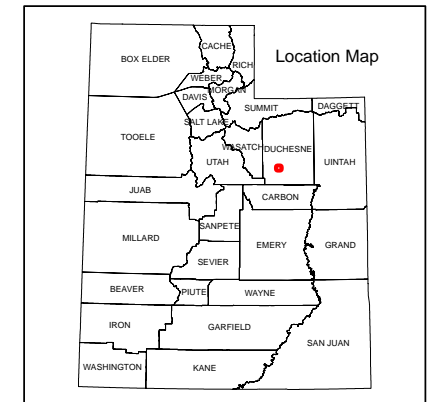 Location Map
BOX ELDER
CACHE
RICH
WEBER
MORGAN
DAVIS
SUMMIT
DAGGETT
SALT LAKE
TOOELE
WASATCH
DUCHESNE
UTAH
UINTAH
JUAB
CARBON
SANPETE
MILLARD
EMERY
GRAND
SEVIER
BEAVER
PIUTE
WAYNE
IRON
GARFIELD
SAN JUAN
WASHINGTON
KANE